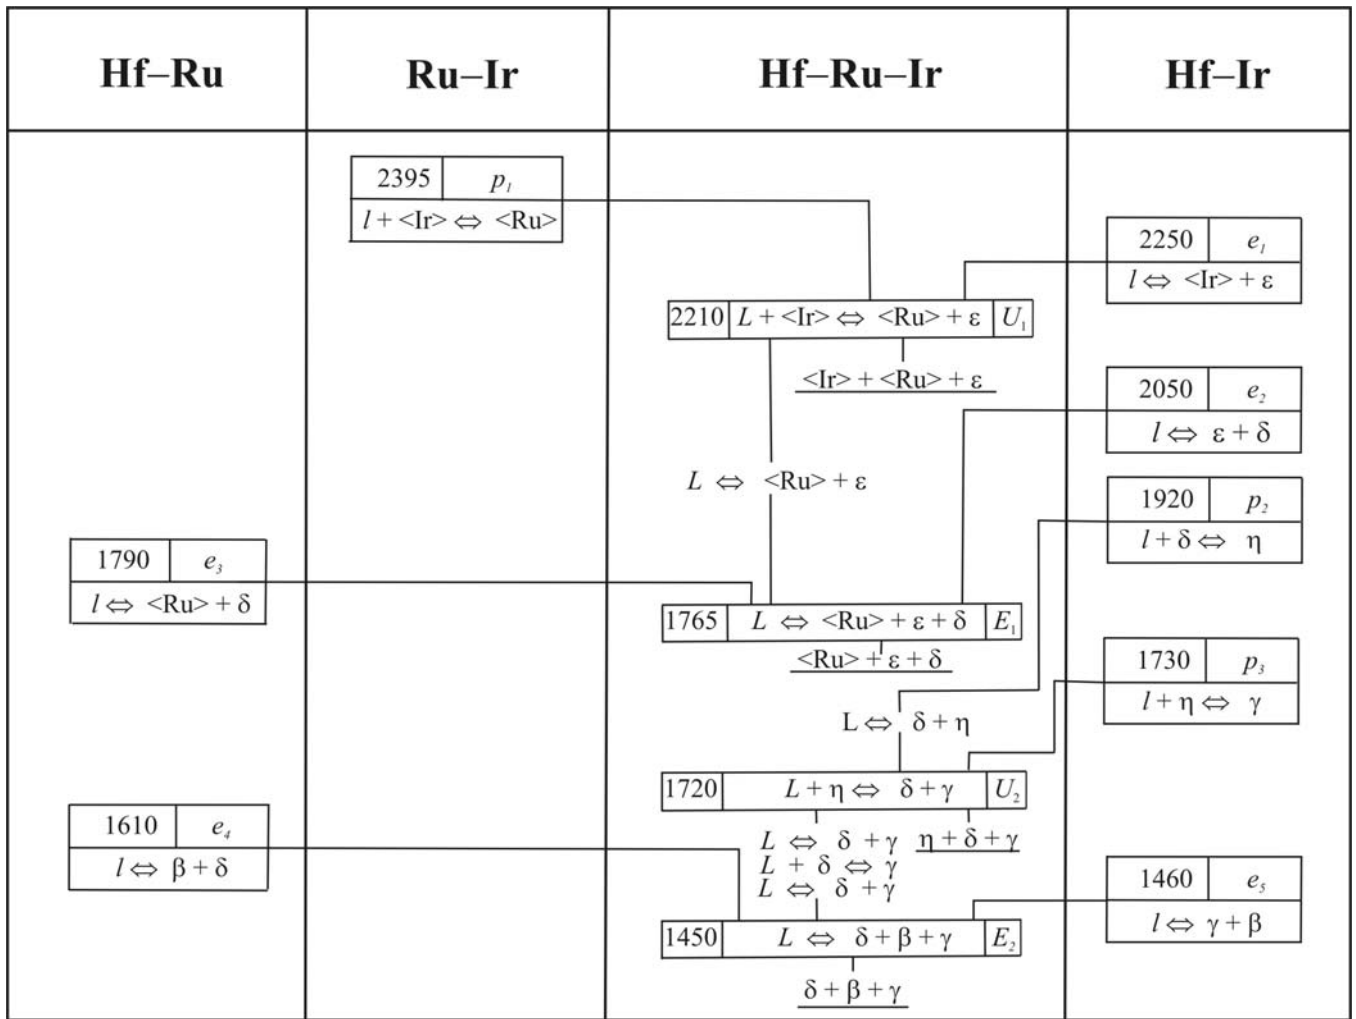 Hf–Ru
Ru–Ir
Hf–Ru–Ir
Hf–Ir
2395 p₁
l + <Ir> ⇔ <Ru>
2250 e₁
l ⇔ <Ir> + ε
2210 L + <Ir> ⇔ <Ru> + ε U₁
<Ir> + <Ru> + ε
2050 e₂
l ⇔ ε + δ
L ⇔ <Ru> + ε
1920 p₂
l + δ ⇔ η
1790 e₃
l ⇔ <Ru> + δ
1765 L ⇔ <Ru> + ε + δ E₁
<Ru> + ε + δ
1730 p₃
l + η ⇔ γ
L ⇔ δ + η
1720 L + η ⇔ δ + γ U₂
1610 e₄
l ⇔ β + δ
L ⇔ δ + γ
η + δ + γ
L + δ ⇔ γ
L ⇔ δ + γ
1460 e₅
l ⇔ γ + β
1450 L ⇔ δ + β + γ E₂
δ + β + γ